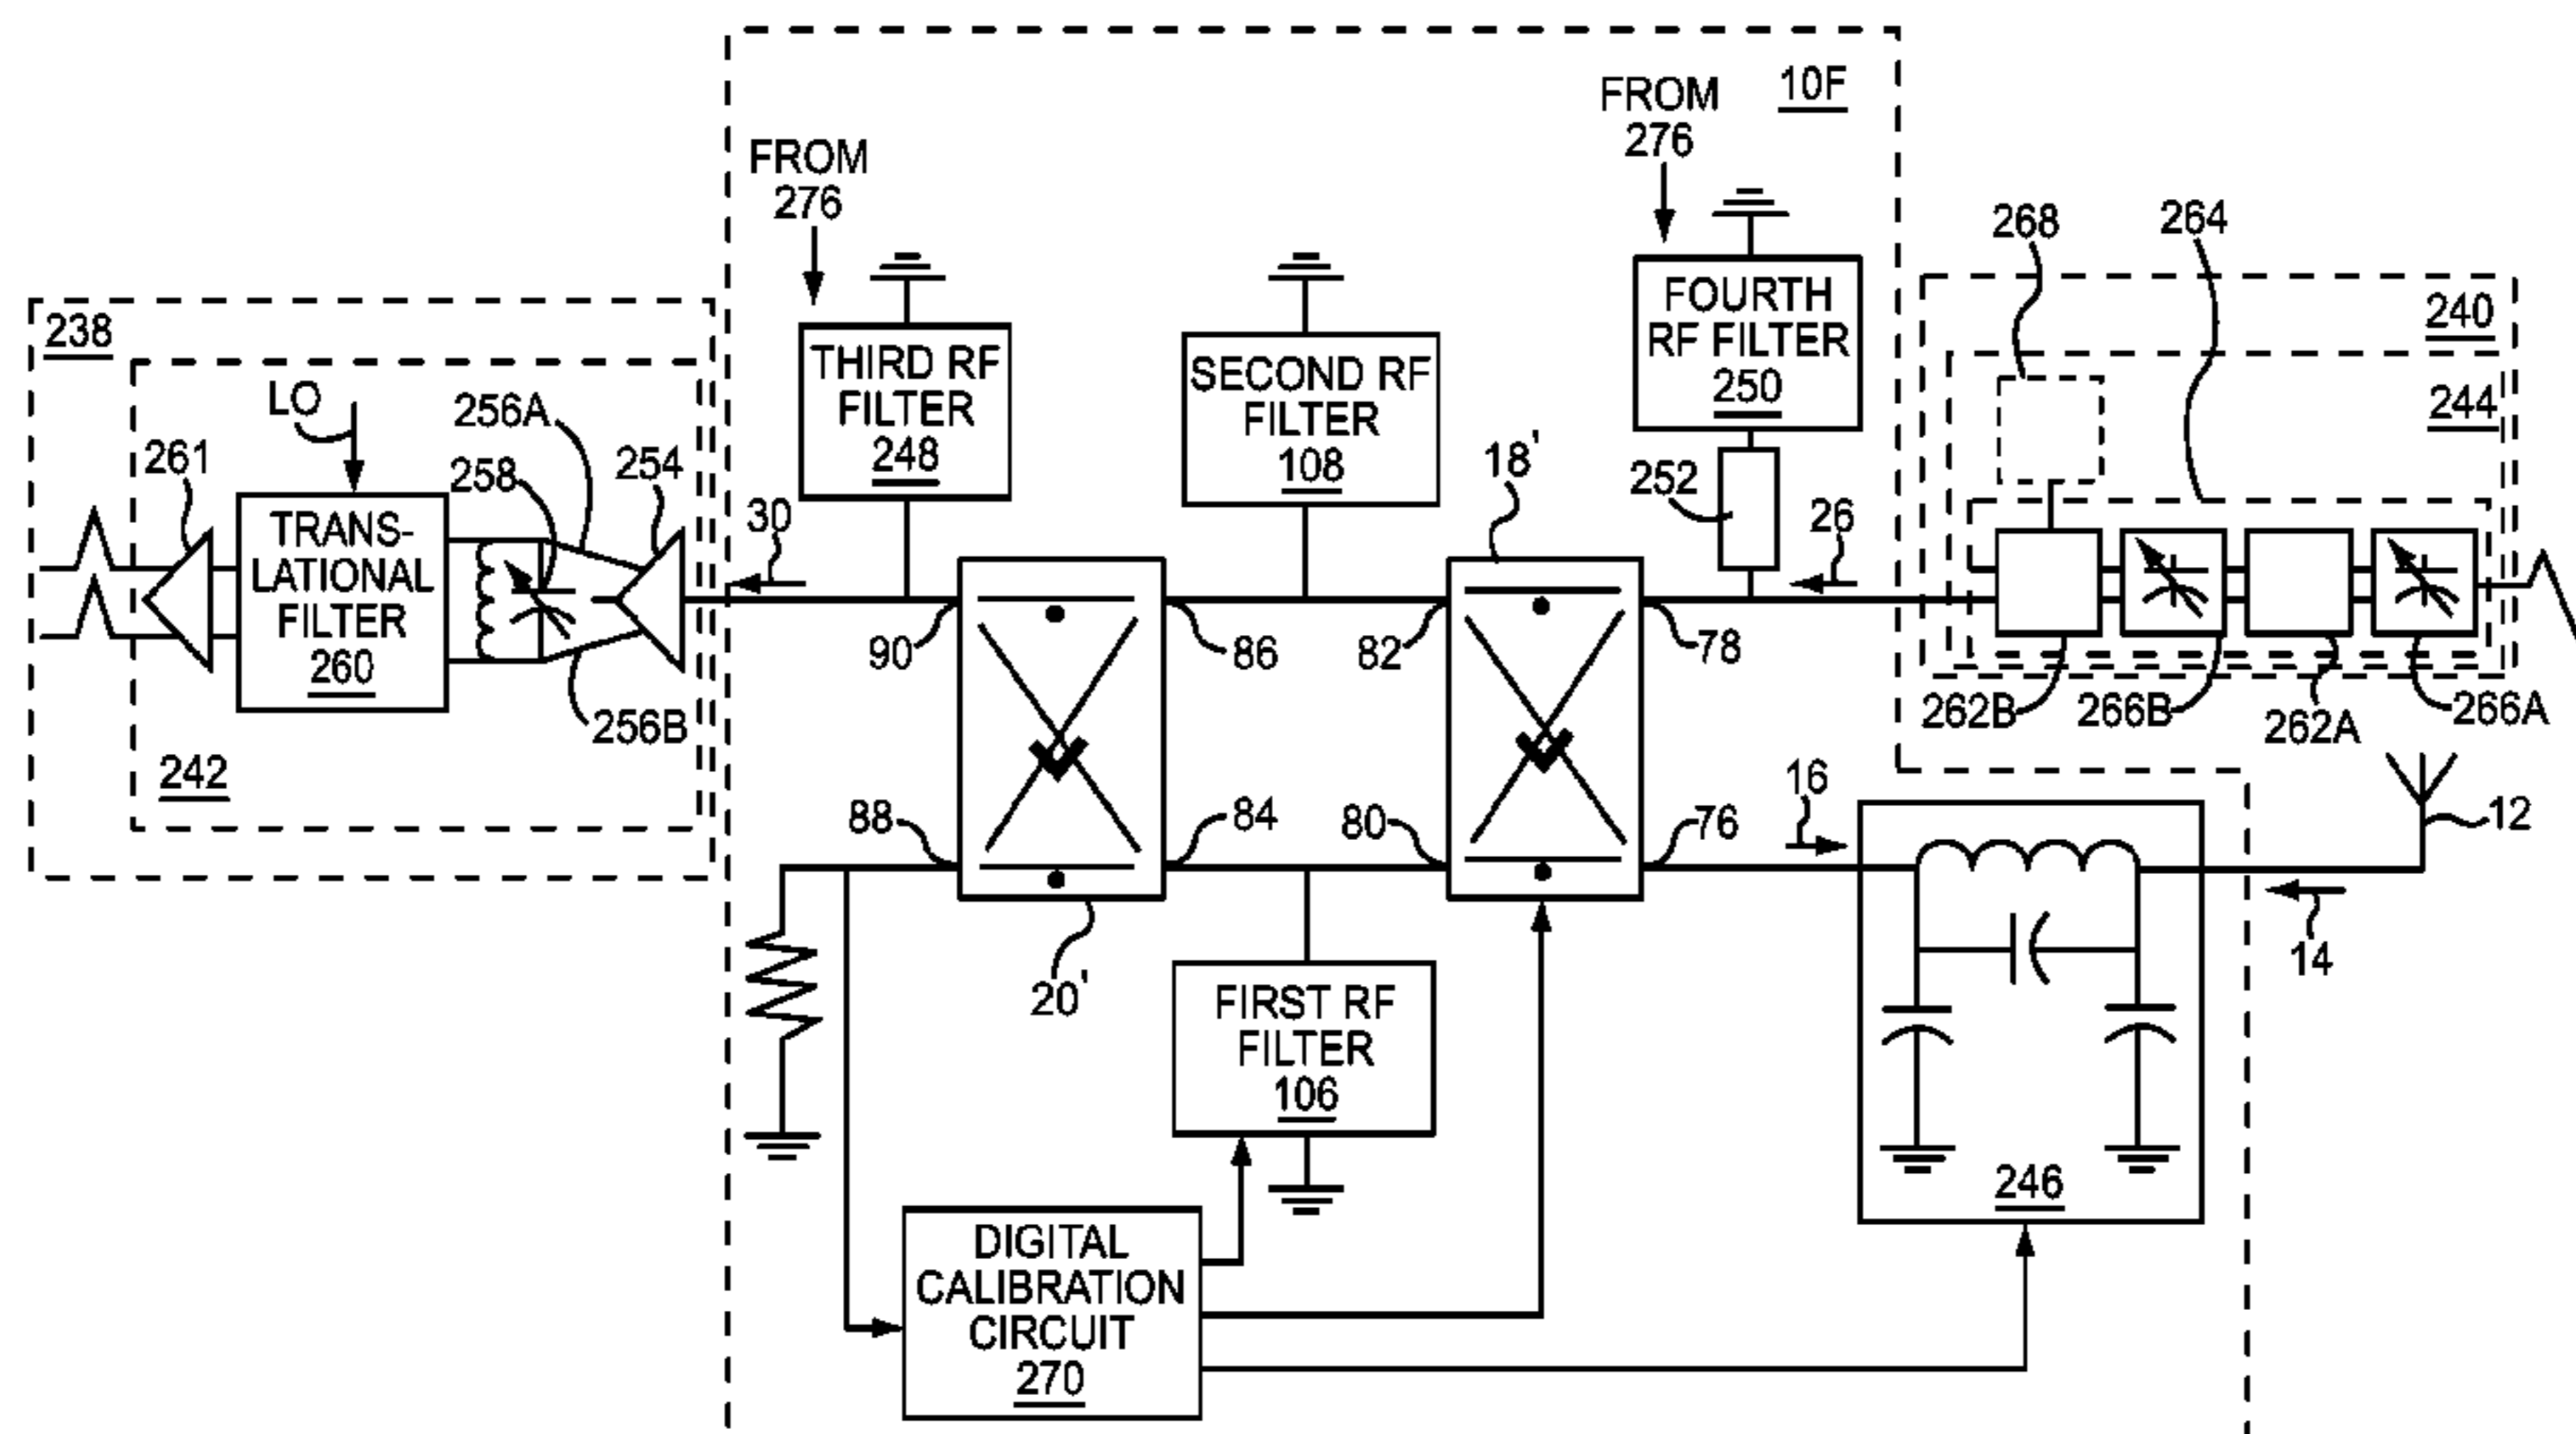 10F
FROM
276
FROM
276
268
264
240
244
238
THIRD RF
FILTER
248
SECOND RF
FILTER
108
FOURTH
RF FILTER
250
252
18'
26
30
LO
256A
261
258
254
TRANS-
LATIONAL
FILTER
260
256B
242
90
86
82
78
262B
266B
262A
266A
88
84
80
76
16
12
14
20'
FIRST RF
FILTER
106
246
DIGITAL
CALIBRATION
CIRCUIT
270